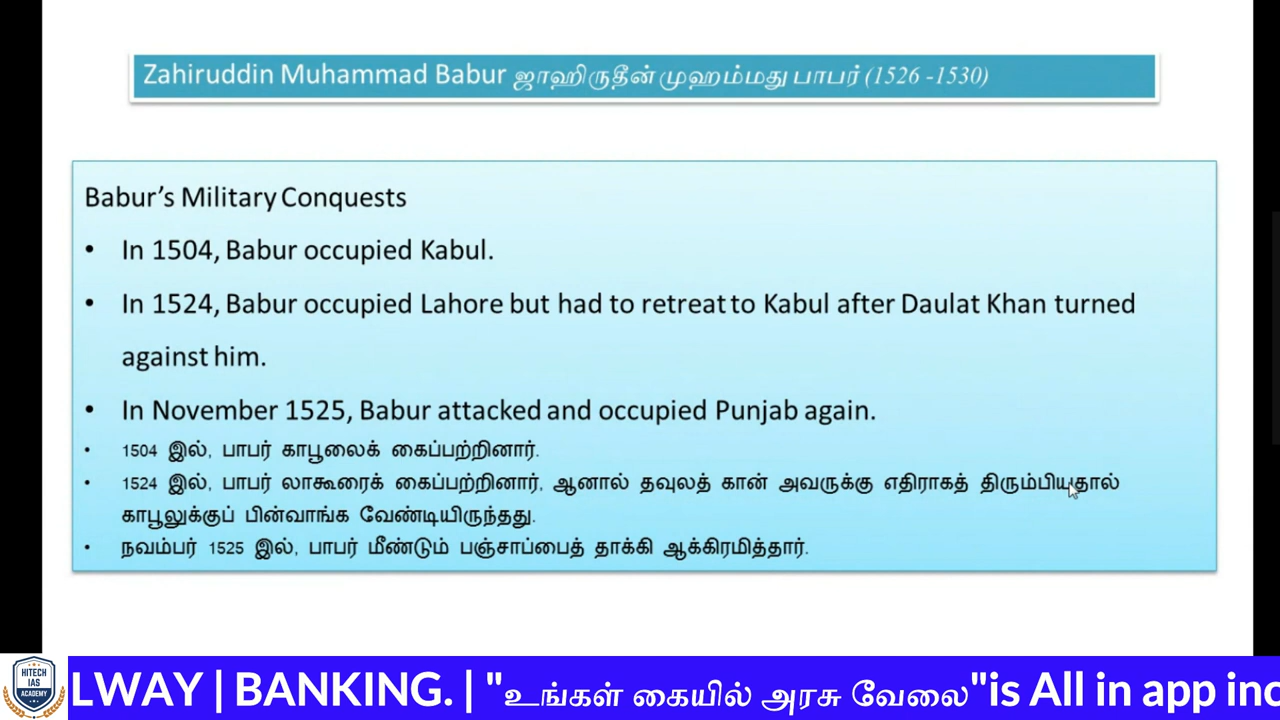 Zahiruddin Muhammad Babur ஜாஹிருதீன் முஹம்மது பாபர் (1526 -1530)
Babur's Military Conquests
• In 1504, Babur occupied Kabul.
• In 1524, Babur occupied Lahore but had to retreat to Kabul after Daulat Khan turned
against him.
• In November 1525, Babur attacked and occupied Punjab again.
• 1504 இல், பாபர் காபூலைக் கைப்பற்றினார்.
• 1524 இல், பாபர் லாகூரைக் கைப்பற்றினார், ஆனால் தவுலத் கான் அவருக்கு எதிராகத் திரும்பியதால்
காபூலுக்குப் பின்வாங்க வேண்டியிருந்தது.
• நவம்பர் 1525 இல், பாபர் மீண்டும் பஞ்சாப்பைத் தாக்கி ஆக்கிரமித்தார்.
HITECH
IAS
ACADEMY
LWAY | BANKING. | "உங்கள் கையில் அரசு வேலை"is All in app inc